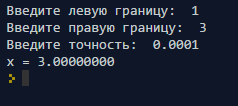 Введите левую границу:  1
Введите правую границу:  3
Введите точность:  0.0001
x = 3.00000000
>